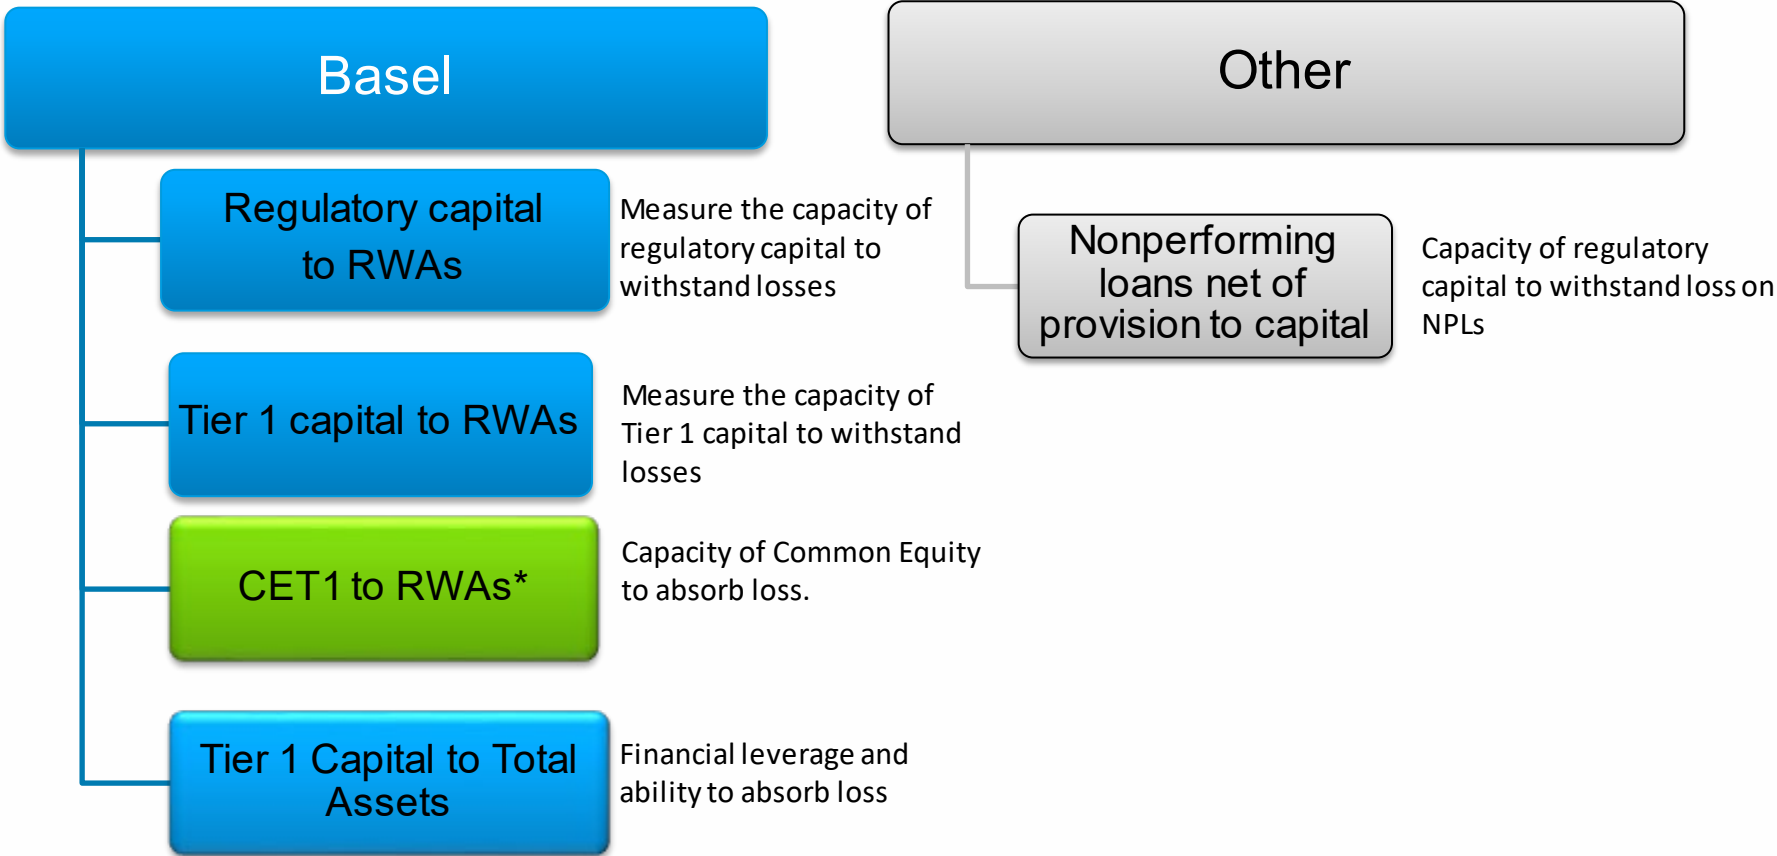 Basel
Regulatory capital
to RWAs
Measure the capacity of
regulatory capital to
withstand losses
Tier 1 capital to RWAs
Measure the capacity of
Tier 1 capital to withstand
losses
CET1 to RWAs*
Capacity of Common Equity
to absorb loss.
Tier 1 Capital to Total
Assets
Financial leverage and
ability to absorb loss
Other
Nonperforming
loans net of
provision to capital
Capacity of regulatory
capital to withstand loss on
NPLs